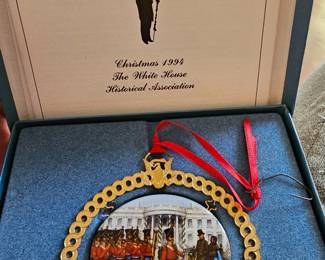 Christmas 1994
The White House
Historical Association